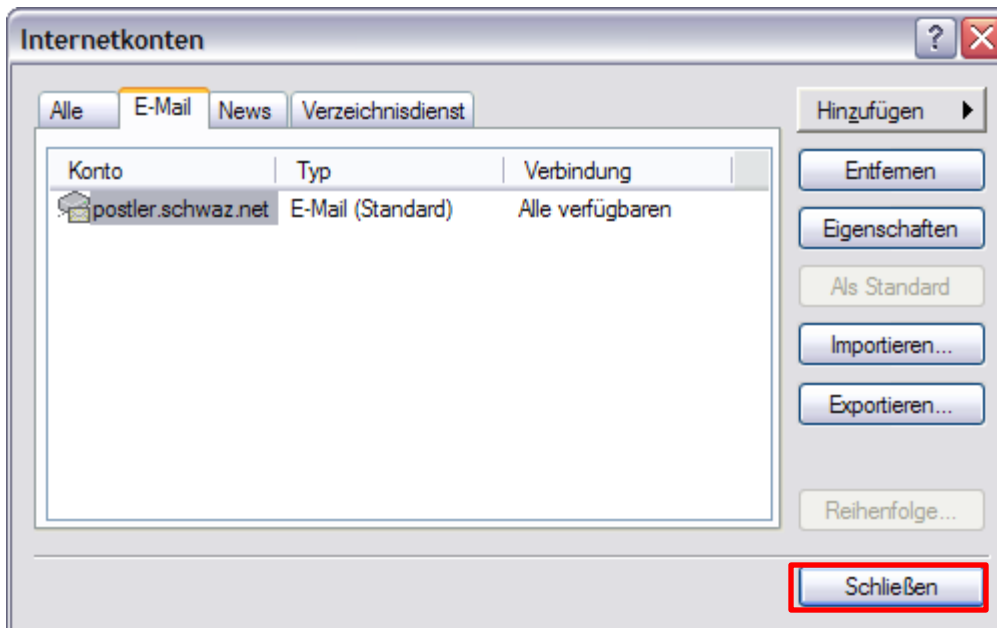 Internetkonten
?
Alle E-Mail News Verzeichnisdienst
Konto Typ Verbindung
postler.schwaz.net E-Mail (Standard) Alle verfügbaren
Hinzufügen
Entfernen
Eigenschaften
Als Standard
Importieren...
Exportieren...
Reihenfolge...
Schließen